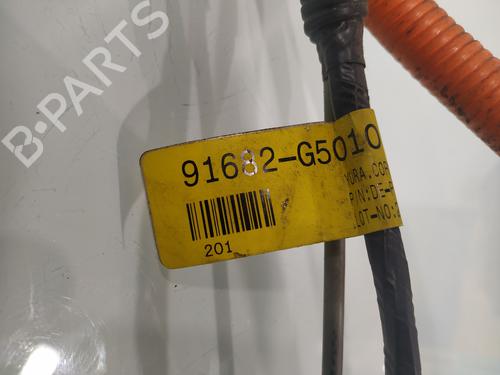 B-PARTS
91682-G5010
YURA.COR
P/N:DE-
LOT-NO:
201